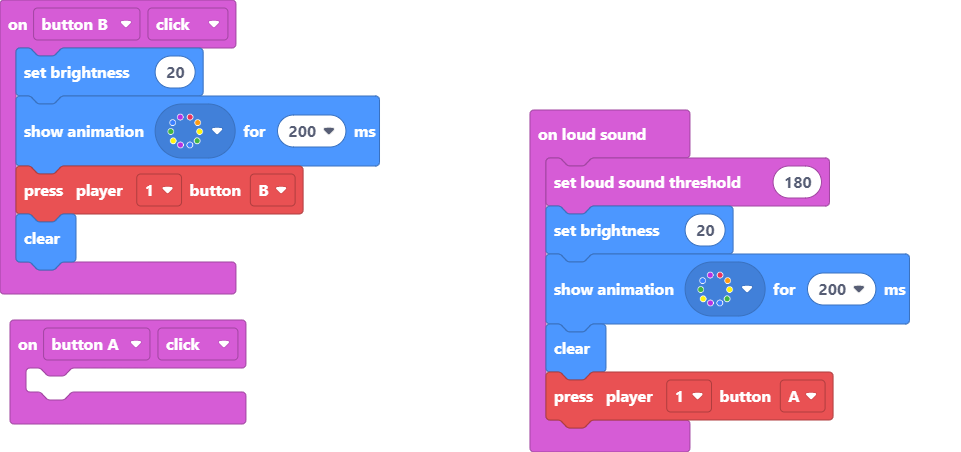 on button B click
set brightness 20
show animation for 200 ms
press player 1 button B
clear
on button A click
on loud sound
set loud sound threshold 180
set brightness 20
show animation for 200 ms
clear
press player 1 button A